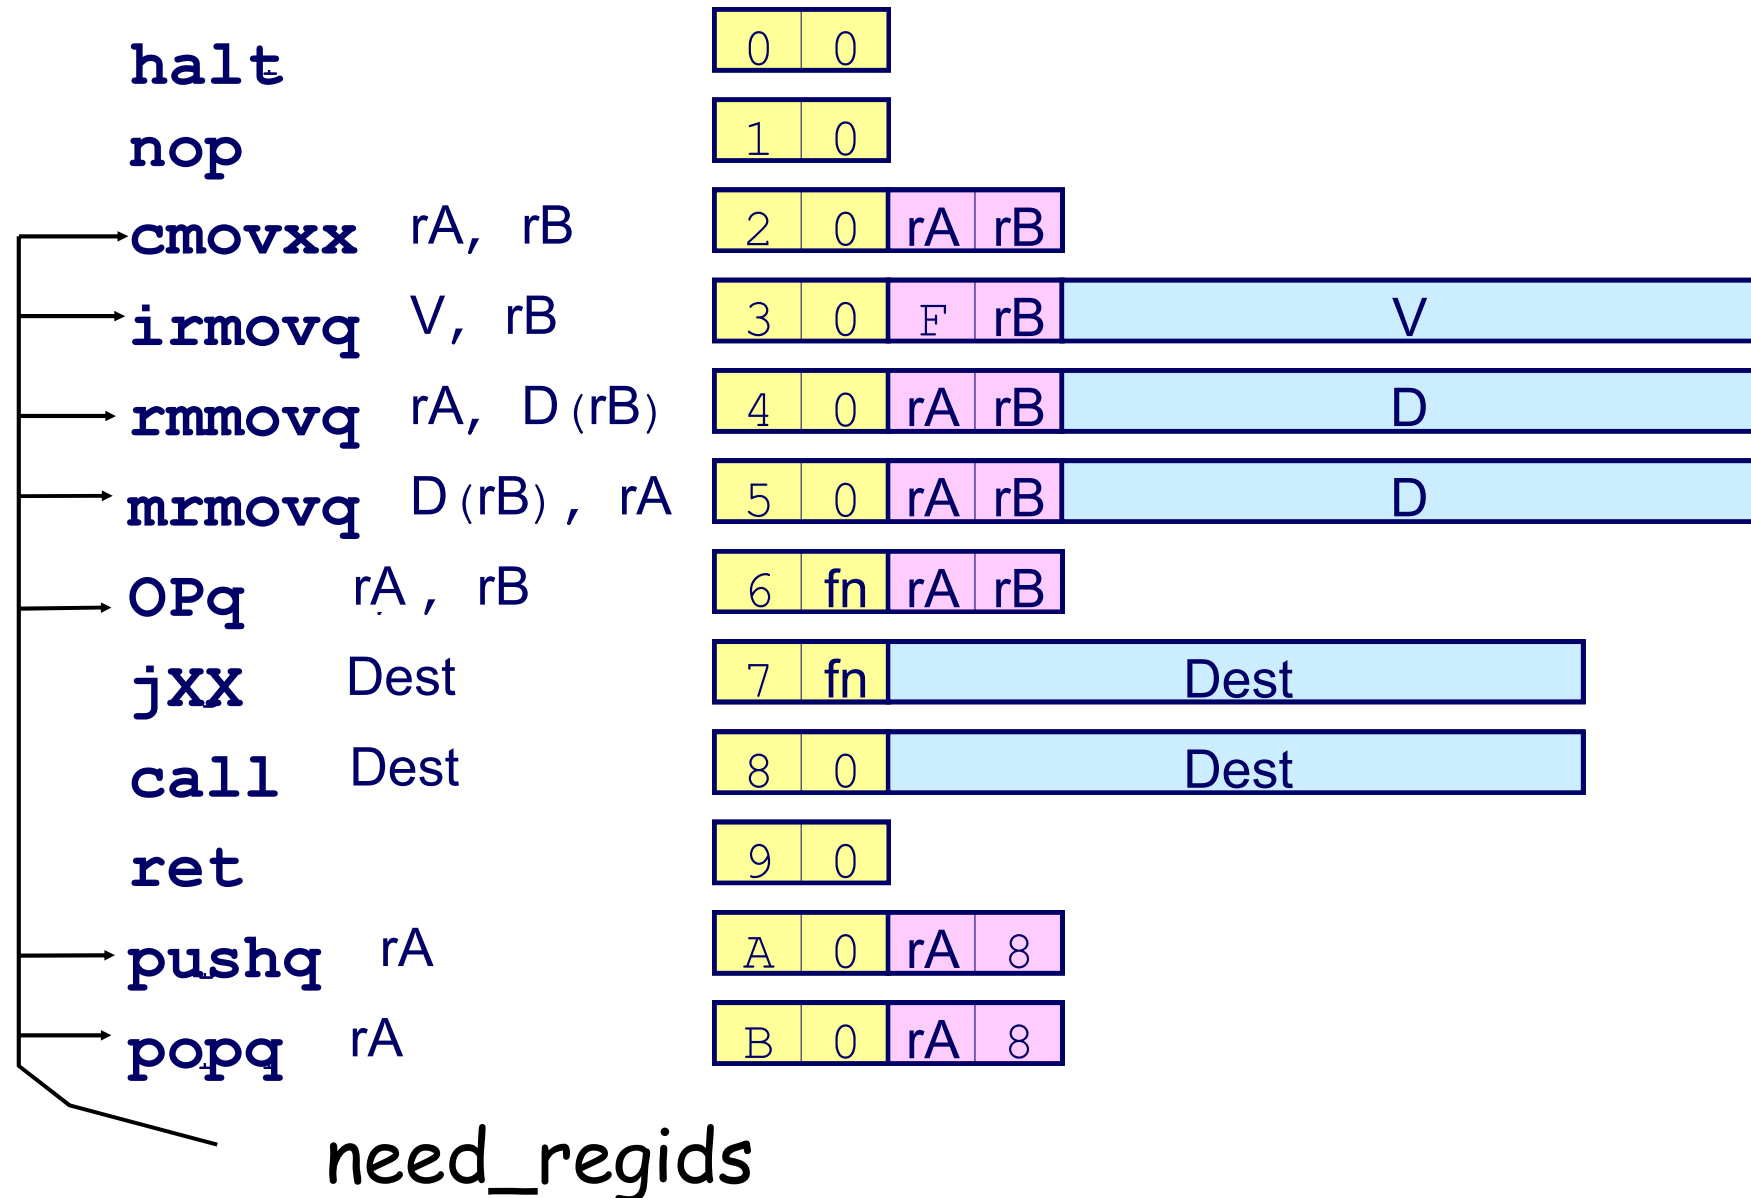 halt 0 0
nop 1 0
cmovxx rA, rB 2 0 rA rB
irmovq V, rB 3 0 F rB V
rmmovq rA, D(rB) 4 0 rA rB D
mrmovq D(rB), rA 5 0 rA rB D
OPq rA, rB 6 fn rA rB
jXX Dest 7 fn Dest
call Dest 8 0 Dest
ret 9 0
pushq rA A 0 rA 8
popq rA B 0 rA 8
need_regids